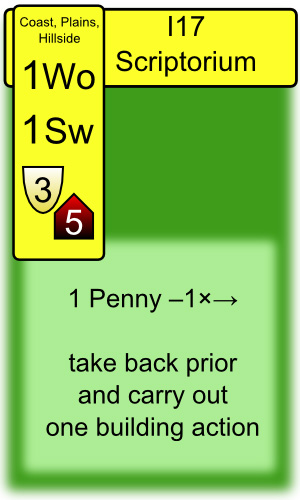 I17
Scriptorium
Coast, Plains,
Hillside
1Wo
1Sw
3
5
1 Penny –1×→
take back prior
and carry out
one building action